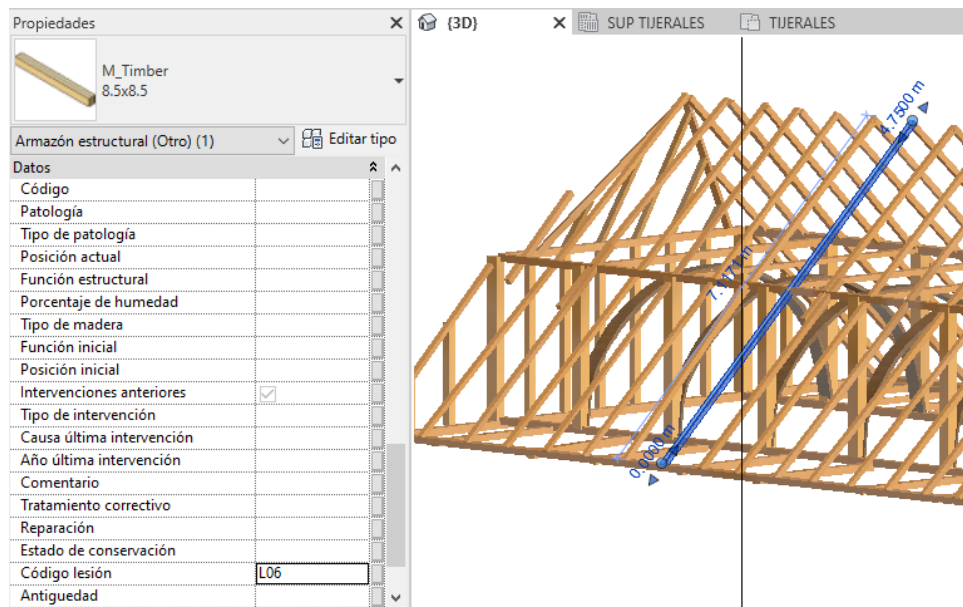 Propiedades
M_Timber
8.5x8.5
Armazón estructural (Otro) (1)
Editar tipo
Datos
Código
Patología
Tipo de patología
Posición actual
Función estructural
Porcentaje de humedad
Tipo de madera
Función inicial
Posición inicial
Intervenciones anteriores
Tipo de intervención
Causa última intervención
Año última intervención
Comentario
Tratamiento correctivo
Reparación
Estado de conservación
Código lesión L06
Antiguedad
{3D}
SUP TIJERALES
TIJERALES
4.7500 m
7.1171 m
0.0000 m